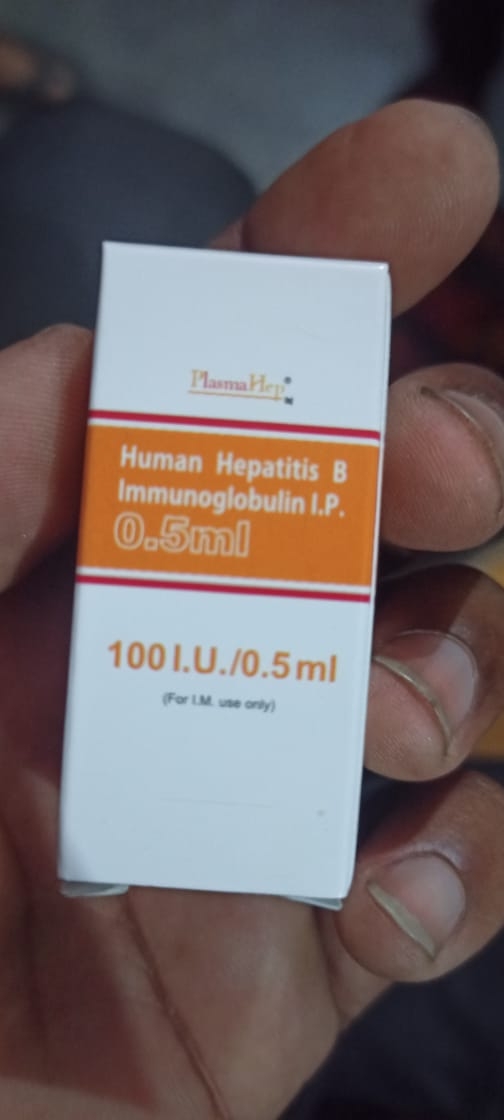 PlasmaHep®
Human Hepatitis B
Immunoglobulin I.P.
0.5ml
100 I.U./0.5 ml
(For I.M. use only)